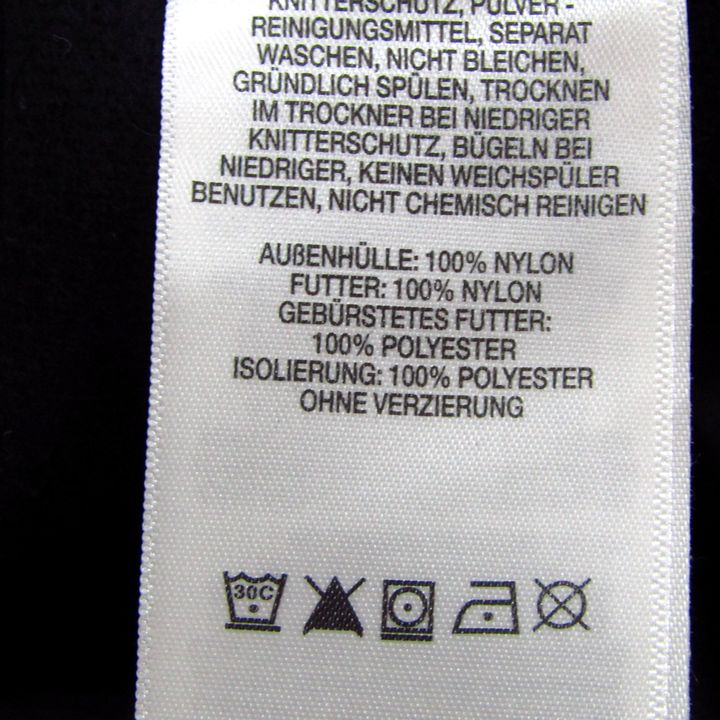 KNITTERSCHUTZ, PULVER-
REINIGUNGSMITTEL, SEPARAT
WASCHEN, NICHT BLEICHEN,
GRÜNDLICH SPÜLEN, TROCKNEN
IM TROCKNER BEI NIEDRIGER
KNITTERSCHUTZ, BÜGELN BEI
NIEDRIGER, KEINEN WEICHSPÜLER
BENUTZEN, NICHT CHEMISCH REINIGEN
AUßENHÜLLE: 100% NYLON
FUTTER: 100% NYLON
GEBÜRSTETES FUTTER:
100% POLYESTER
ISOLIERUNG: 100% POLYESTER
OHNE VERZIERUNG
30C